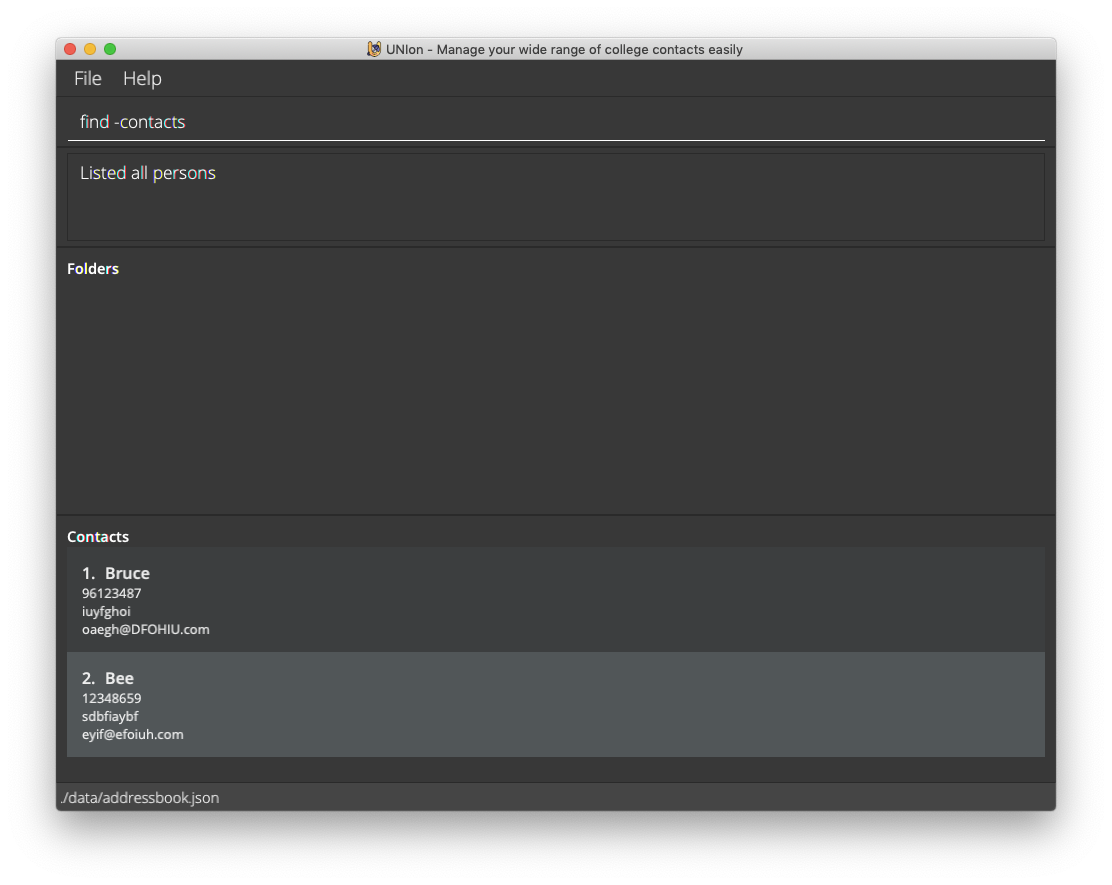 UNIon - Manage your wide range of college contacts easily
File Help
find -contacts
Listed all persons
Folders
Contacts
1. Bruce
96123487
iuyfghoi
oaegh@DFOHIU.com
2. Bee
12348659
sdbfiaybf
eyif@efoiuh.com
./data/addressbook.json